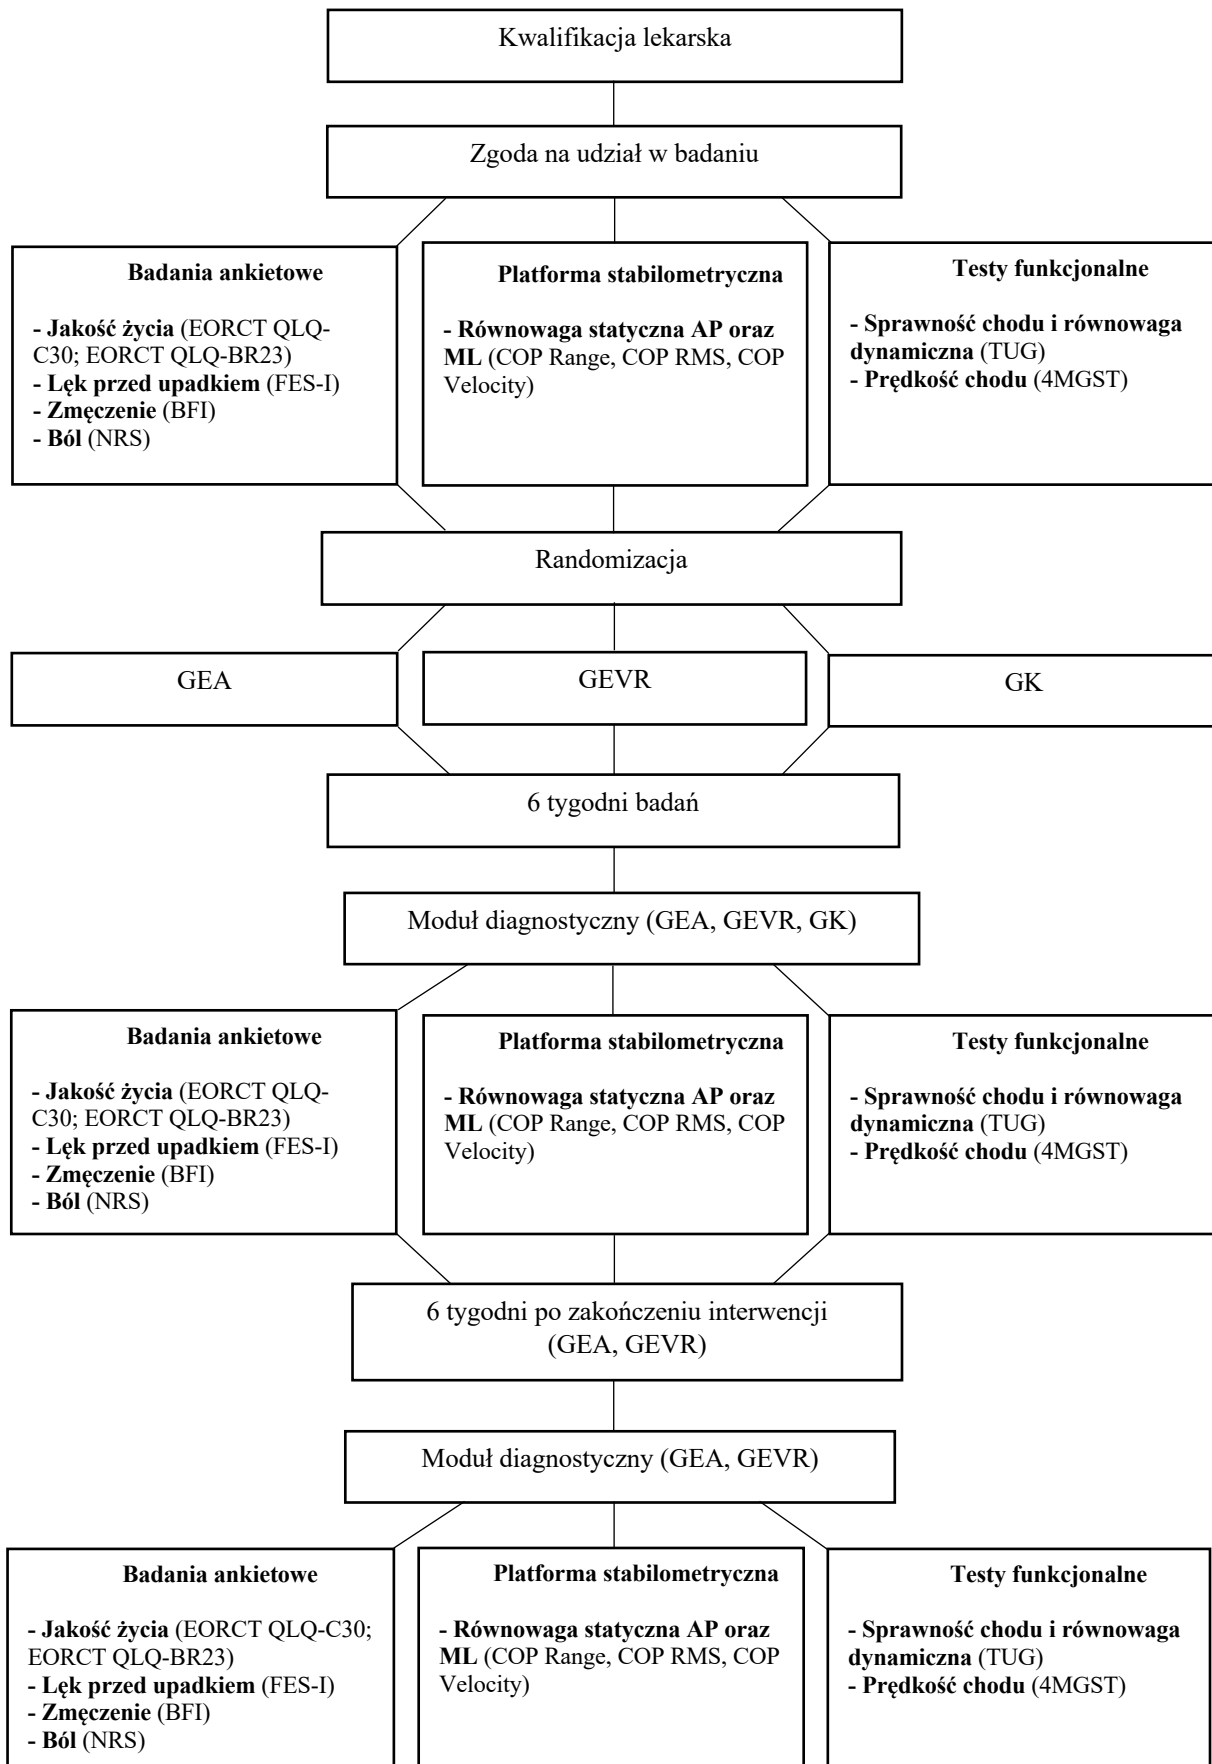 Kwalifikacja lekarska
Zgoda na udział w badaniu
Badania ankietowe
- Jakość życia (EORCT QLQ-
C30; EORCT QLQ-BR23)
- Lęk przed upadkiem (FES-I)
- Zmęczenie (BFI)
- Ból (NRS)
Platforma stabilometryczna
- Równowaga statyczna AP oraz
ML (COP Range, COP RMS, COP
Velocity)
Testy funkcjonalne
- Sprawność chodu i równowaga
dynamiczna (TUG)
- Prędkość chodu (4MGST)
Randomizacja
GEA
GEVR
GK
6 tygodni badań
Moduł diagnostyczny (GEA, GEVR, GK)
Badania ankietowe
- Jakość życia (EORCT QLQ-
C30; EORCT QLQ-BR23)
- Lęk przed upadkiem (FES-I)
- Zmęczenie (BFI)
- Ból (NRS)
Platforma stabilometryczna
- Równowaga statyczna AP oraz
ML (COP Range, COP RMS, COP
Velocity)
Testy funkcjonalne
- Sprawność chodu i równowaga
dynamiczna (TUG)
- Prędkość chodu (4MGST)
6 tygodni po zakończeniu interwencji
(GEA, GEVR)
Moduł diagnostyczny (GEA, GEVR)
Badania ankietowe
- Jakość życia (EORCT QLQ-C30;
EORCT QLQ-BR23)
- Lęk przed upadkiem (FES-I)
- Zmęczenie (BFI)
- Ból (NRS)
Platforma stabilometryczna
- Równowaga statyczna AP oraz
ML (COP Range, COP RMS, COP
Velocity)
Testy funkcjonalne
- Sprawność chodu i równowaga
dynamiczna (TUG)
- Prędkość chodu (4MGST)